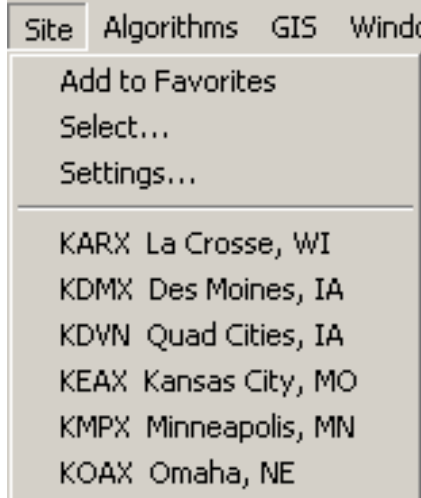 Site Algorithms GIS
Add to Favorites
Select...
Settings...
KARX La Crosse, WI
KDMX Des Moines, IA
KDVN Quad Cities, IA
KEAX Kansas City, MO
KMPX Minneapolis, MN
KOAX Omaha, NE